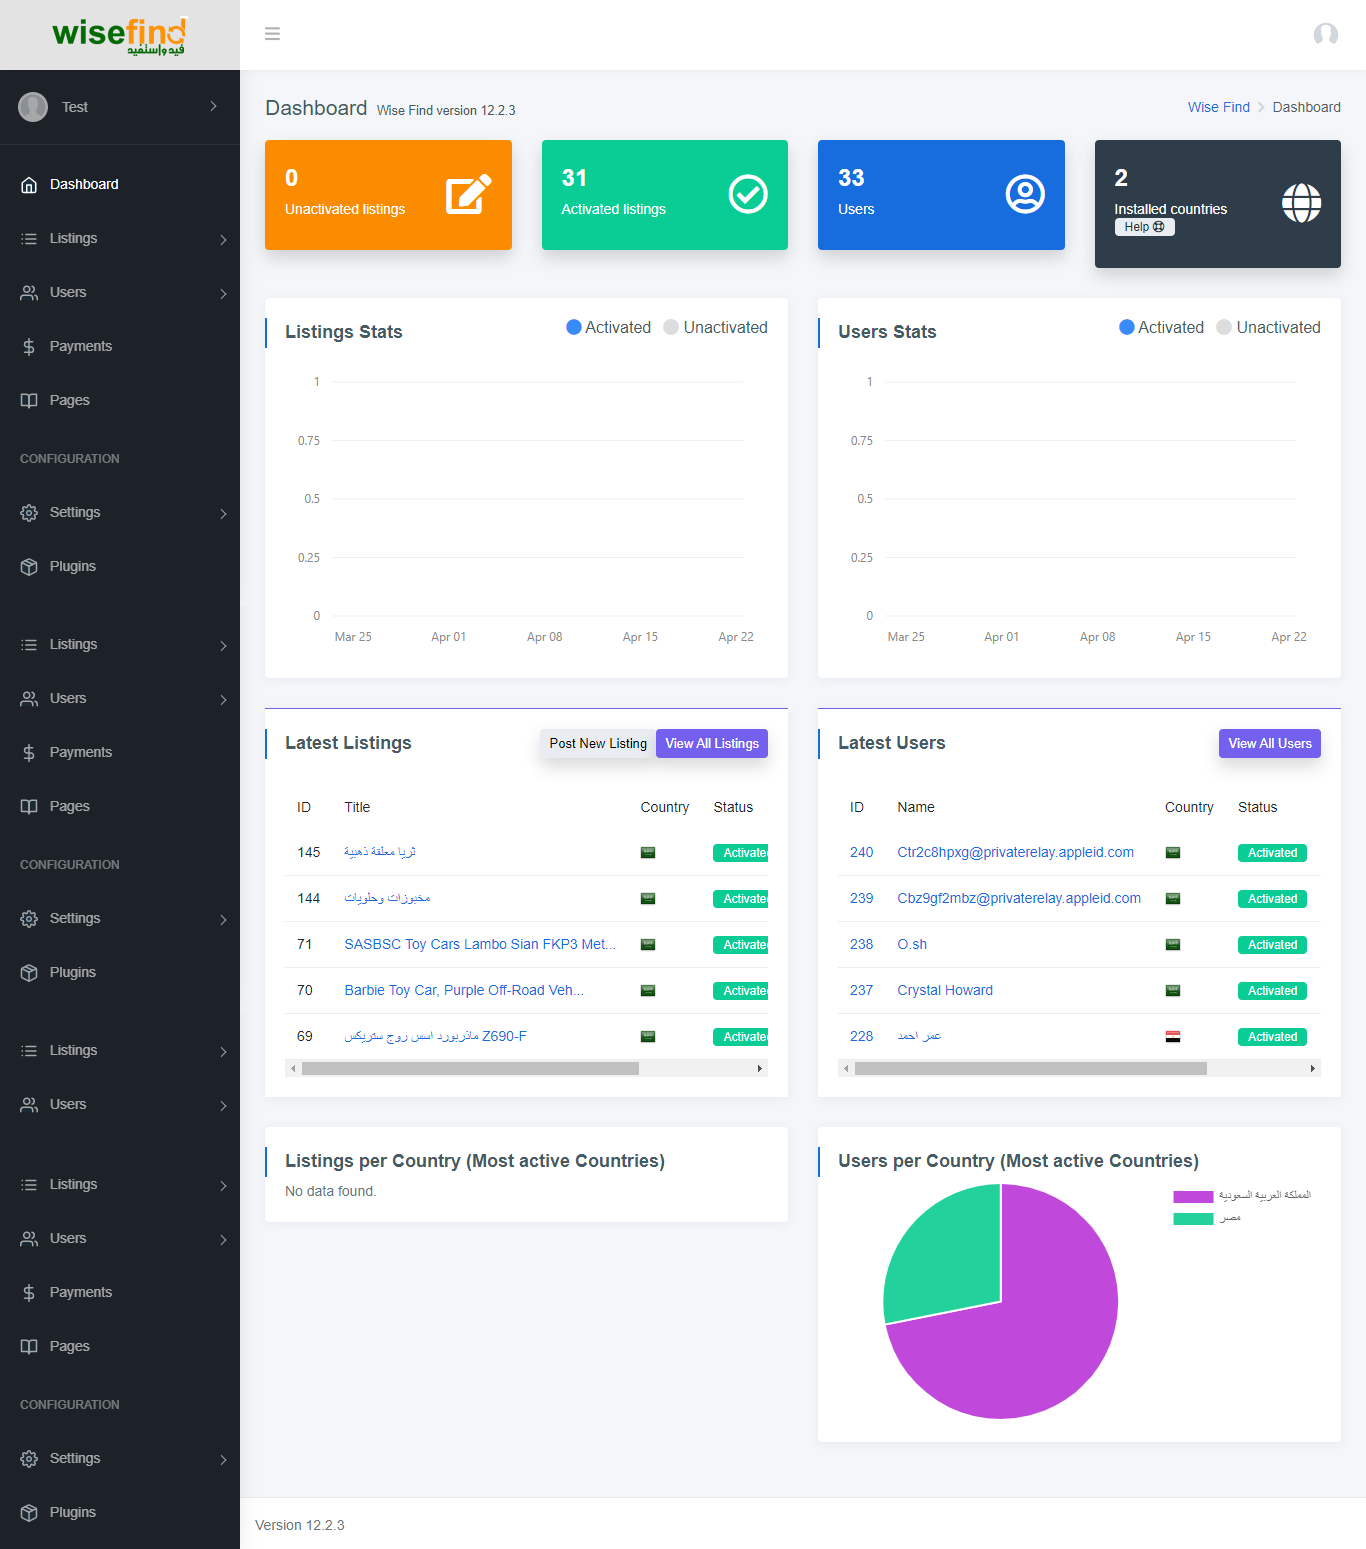 wisefind
فيد وإستفيد
Test
Dashboard
Listings
Users
Payments
Pages
CONFIGURATION
Settings
Plugins
Listings
Users
Payments
Pages
CONFIGURATION
Settings
Plugins
Listings
Users
Listings
Users
Payments
Pages
CONFIGURATION
Settings
Plugins
Dashboard Wise Find version 12.2.3
Wise Find Dashboard
0
Unactivated listings
31
Activated listings
33
Users
2
Installed countries
Help
Listings Stats
Activated Unactivated
1
0.75
0.5
0.25
0
Mar 25 Apr 01 Apr 08 Apr 15 Apr 22
Users Stats
Activated Unactivated
1
0.75
0.5
0.25
0
Mar 25 Apr 01 Apr 08 Apr 15 Apr 22
Latest Listings
Post New Listing View All Listings
ID Title Country Status
145 ثريا معلقة ذهبية Activated
144 مخبوزات وحلويات Activated
71 SASBSC Toy Cars Lambo Sian FKP3 Met... Activated
70 Barbie Toy Car, Purple Off-Road Veh... Activated
69 ماذربورد اسس روج ستريكس Z690-F Activated
Latest Users
View All Users
ID Name Country Status
240 Ctr2c8hpxg@privaterelay.appleid.com Activated
239 Cbz9gf2mbz@privaterelay.appleid.com Activated
238 O.sh Activated
237 Crystal Howard Activated
228 عمر احمد Activated
Listings per Country (Most active Countries)
No data found.
Users per Country (Most active Countries)
المملكة العربية السعودية
مصر
Version 12.2.3